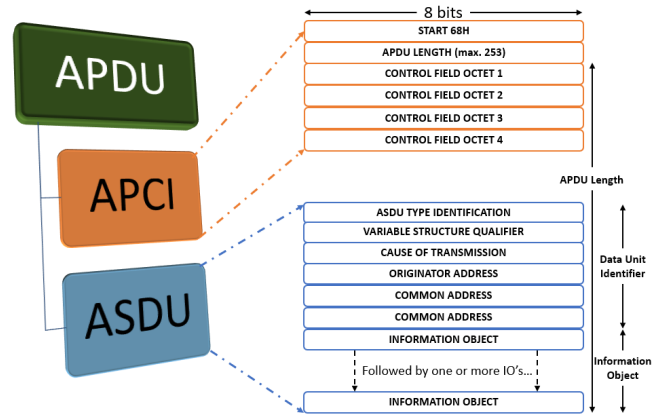 8 bits
APDU
APCI
ASDU
START 68H
APDU LENGTH (max. 253)
CONTROL FIELD OCTET 1
CONTROL FIELD OCTET 2
CONTROL FIELD OCTET 3
CONTROL FIELD OCTET 4
APDU Length
ASDU TYPE IDENTIFICATION
VARIABLE STRUCTURE QUALIFIER
CAUSE OF TRANSMISSION
ORIGINATOR ADDRESS
COMMON ADDRESS
COMMON ADDRESS
INFORMATION OBJECT
Data Unit
Identifier
Followed by one or more IO's...
Information
Object
INFORMATION OBJECT